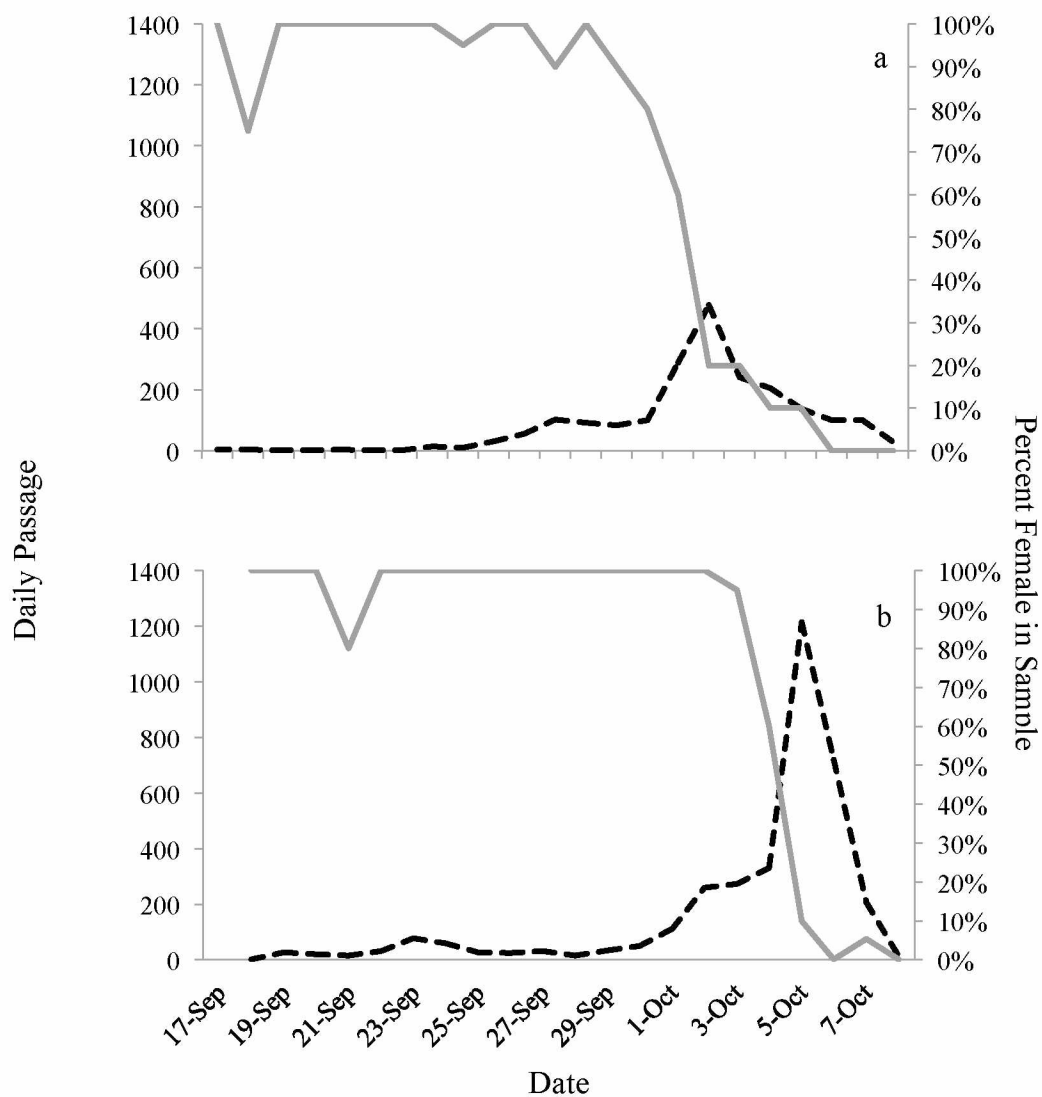 1400
1200
1000
800
600
400
200
0
100%
90%
80%
70%
60%
50%
40%
30%
20%
10%
0%
a
Daily Passage
Percent Female in Sample
1400
1200
1000
800
600
400
200
0
100%
90%
80%
70%
60%
50%
40%
30%
20%
10%
0%
b
17-Sep
19-Sep
21-Sep
23-Sep
25-Sep
27-Sep
29-Sep
1-Oct
3-Oct
5-Oct
7-Oct
Date